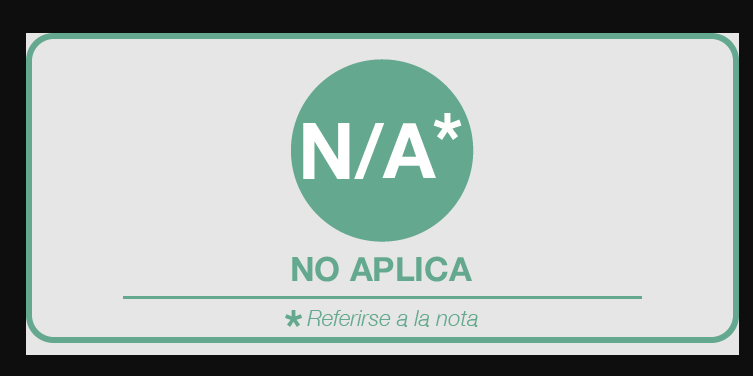 N/A*
NO APLICA
* Referirse a la nota